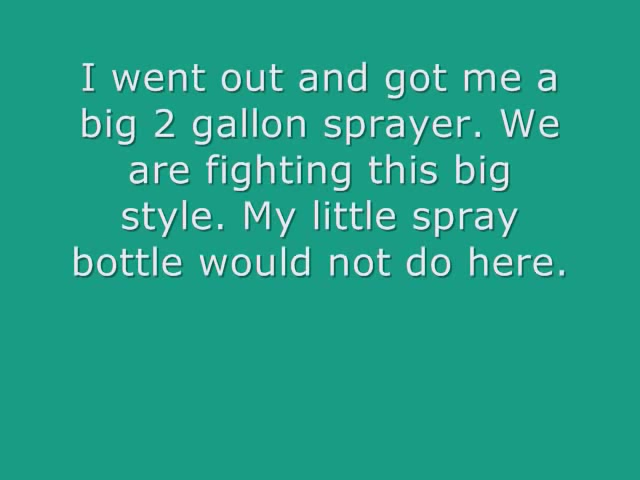 I went out and got me a
big 2 gallon sprayer. We
are fighting this big
style. My little spray
bottle would not do here.